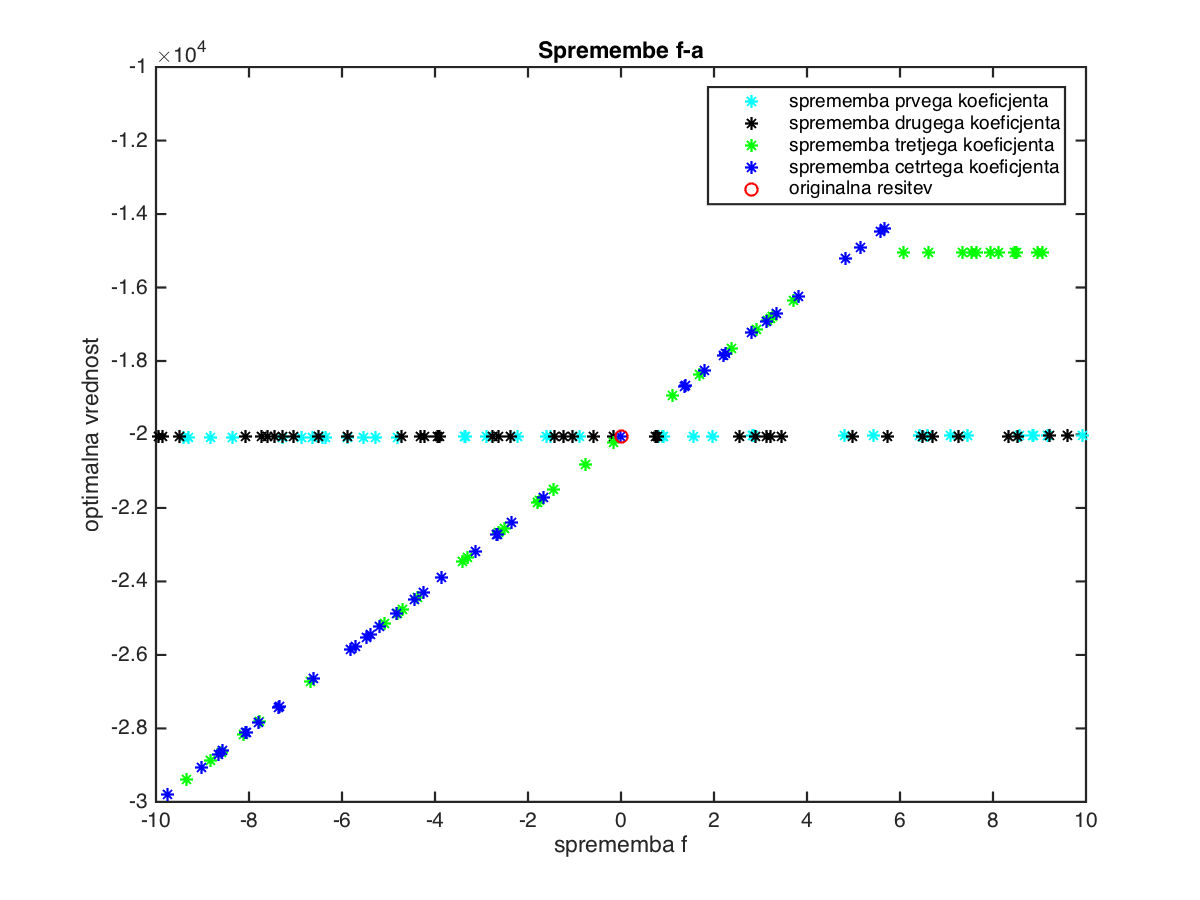 Spremembe f-a
×10⁴
-1
-1.2
-1.4
-1.6
-1.8
-2
-2.2
-2.4
-2.6
-2.8
-3
optimalna vrednost
sprememba prvega koeficjenta
sprememba drugega koeficjenta
sprememba tretjega koeficjenta
sprememba cetrtega koeficjenta
originalna resitev
-10 -8 -6 -4 -2 0 2 4 6 8 10
sprememba f